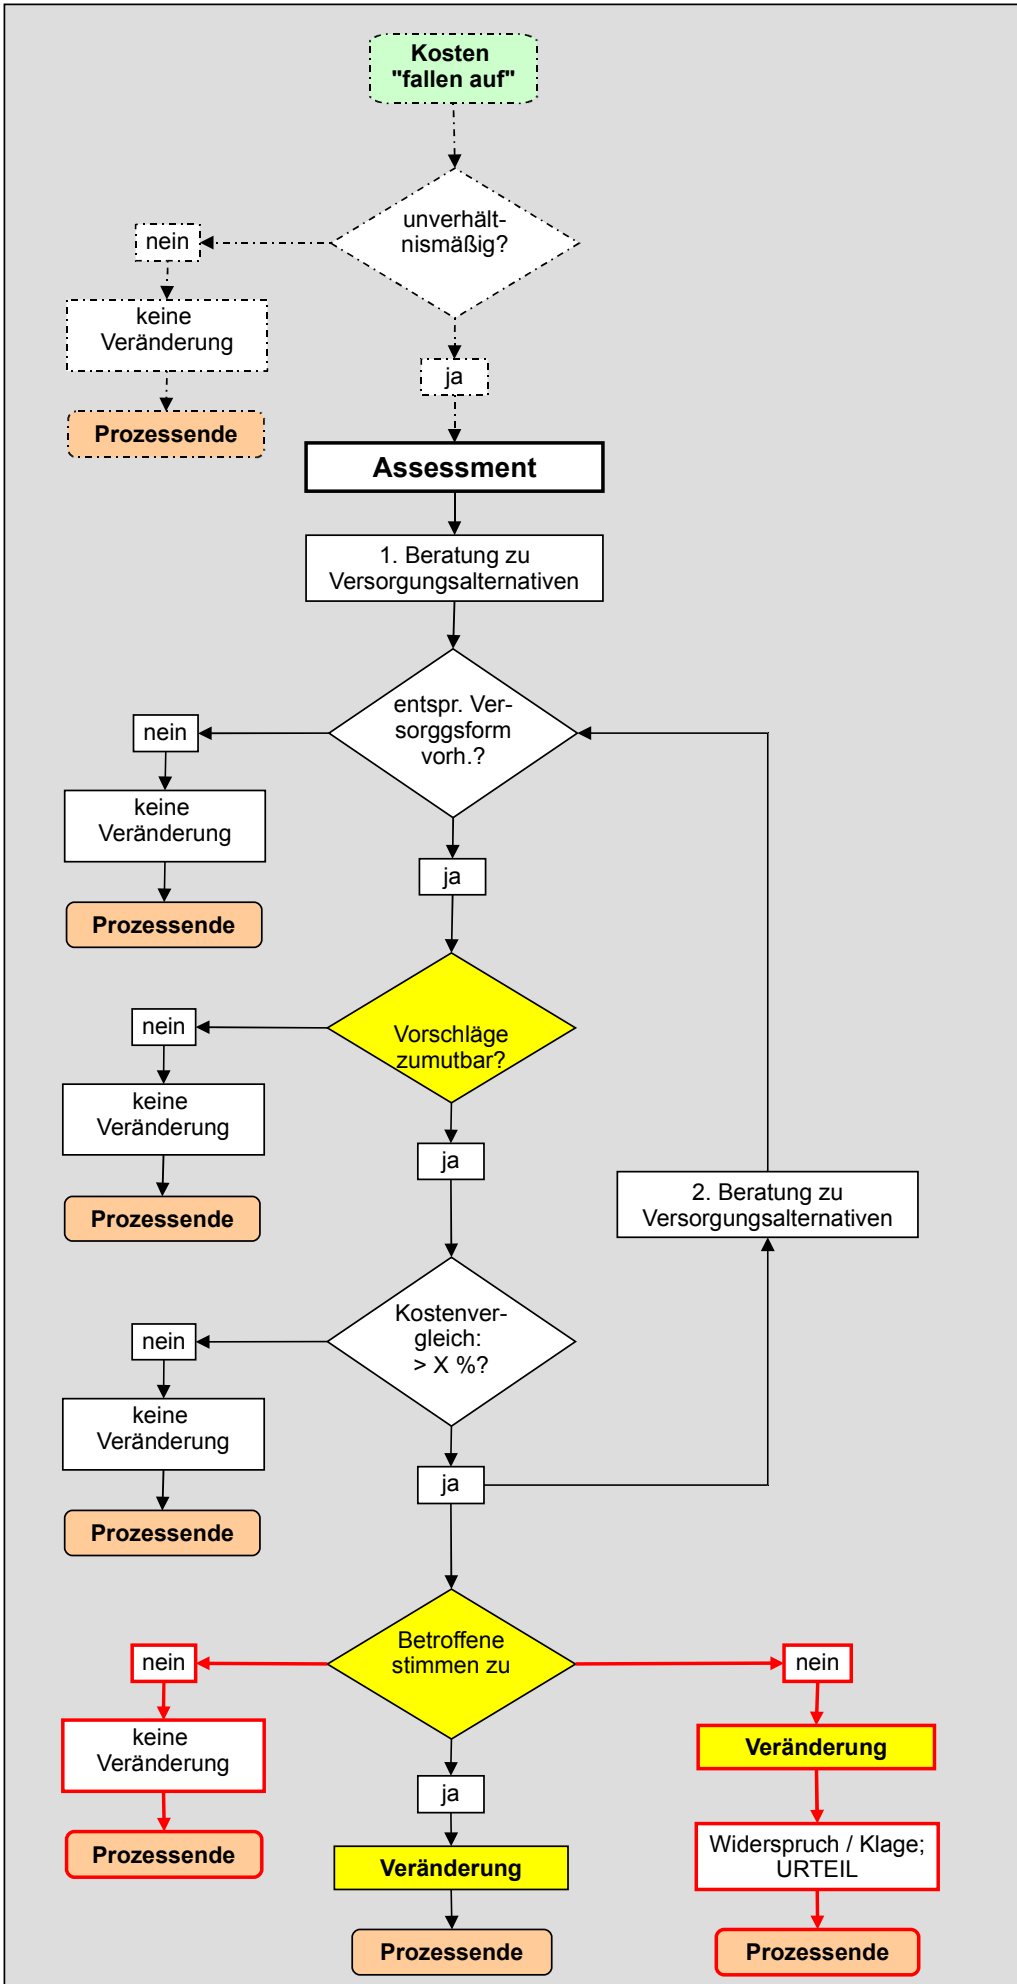 Kosten
"fallen auf"
unverhält-
nismäßig?
nein
keine
Veränderung
Prozessende
ja
Assessment
1. Beratung zu
Versorgungsalternativen
entspr. Ver-
sorggsform
vorh.?
nein
keine
Veränderung
Prozessende
ja
Vorschläge
zumutbar?
nein
keine
Veränderung
Prozessende
ja
2. Beratung zu
Versorgungsalternativen
Kostenver-
gleich:
> X %?
nein
keine
Veränderung
Prozessende
ja
Betroffene
stimmen zu
nein
keine
Veränderung
Prozessende
ja
Veränderung
Prozessende
nein
Veränderung
Widerspruch / Klage;
URTEIL
Prozessende